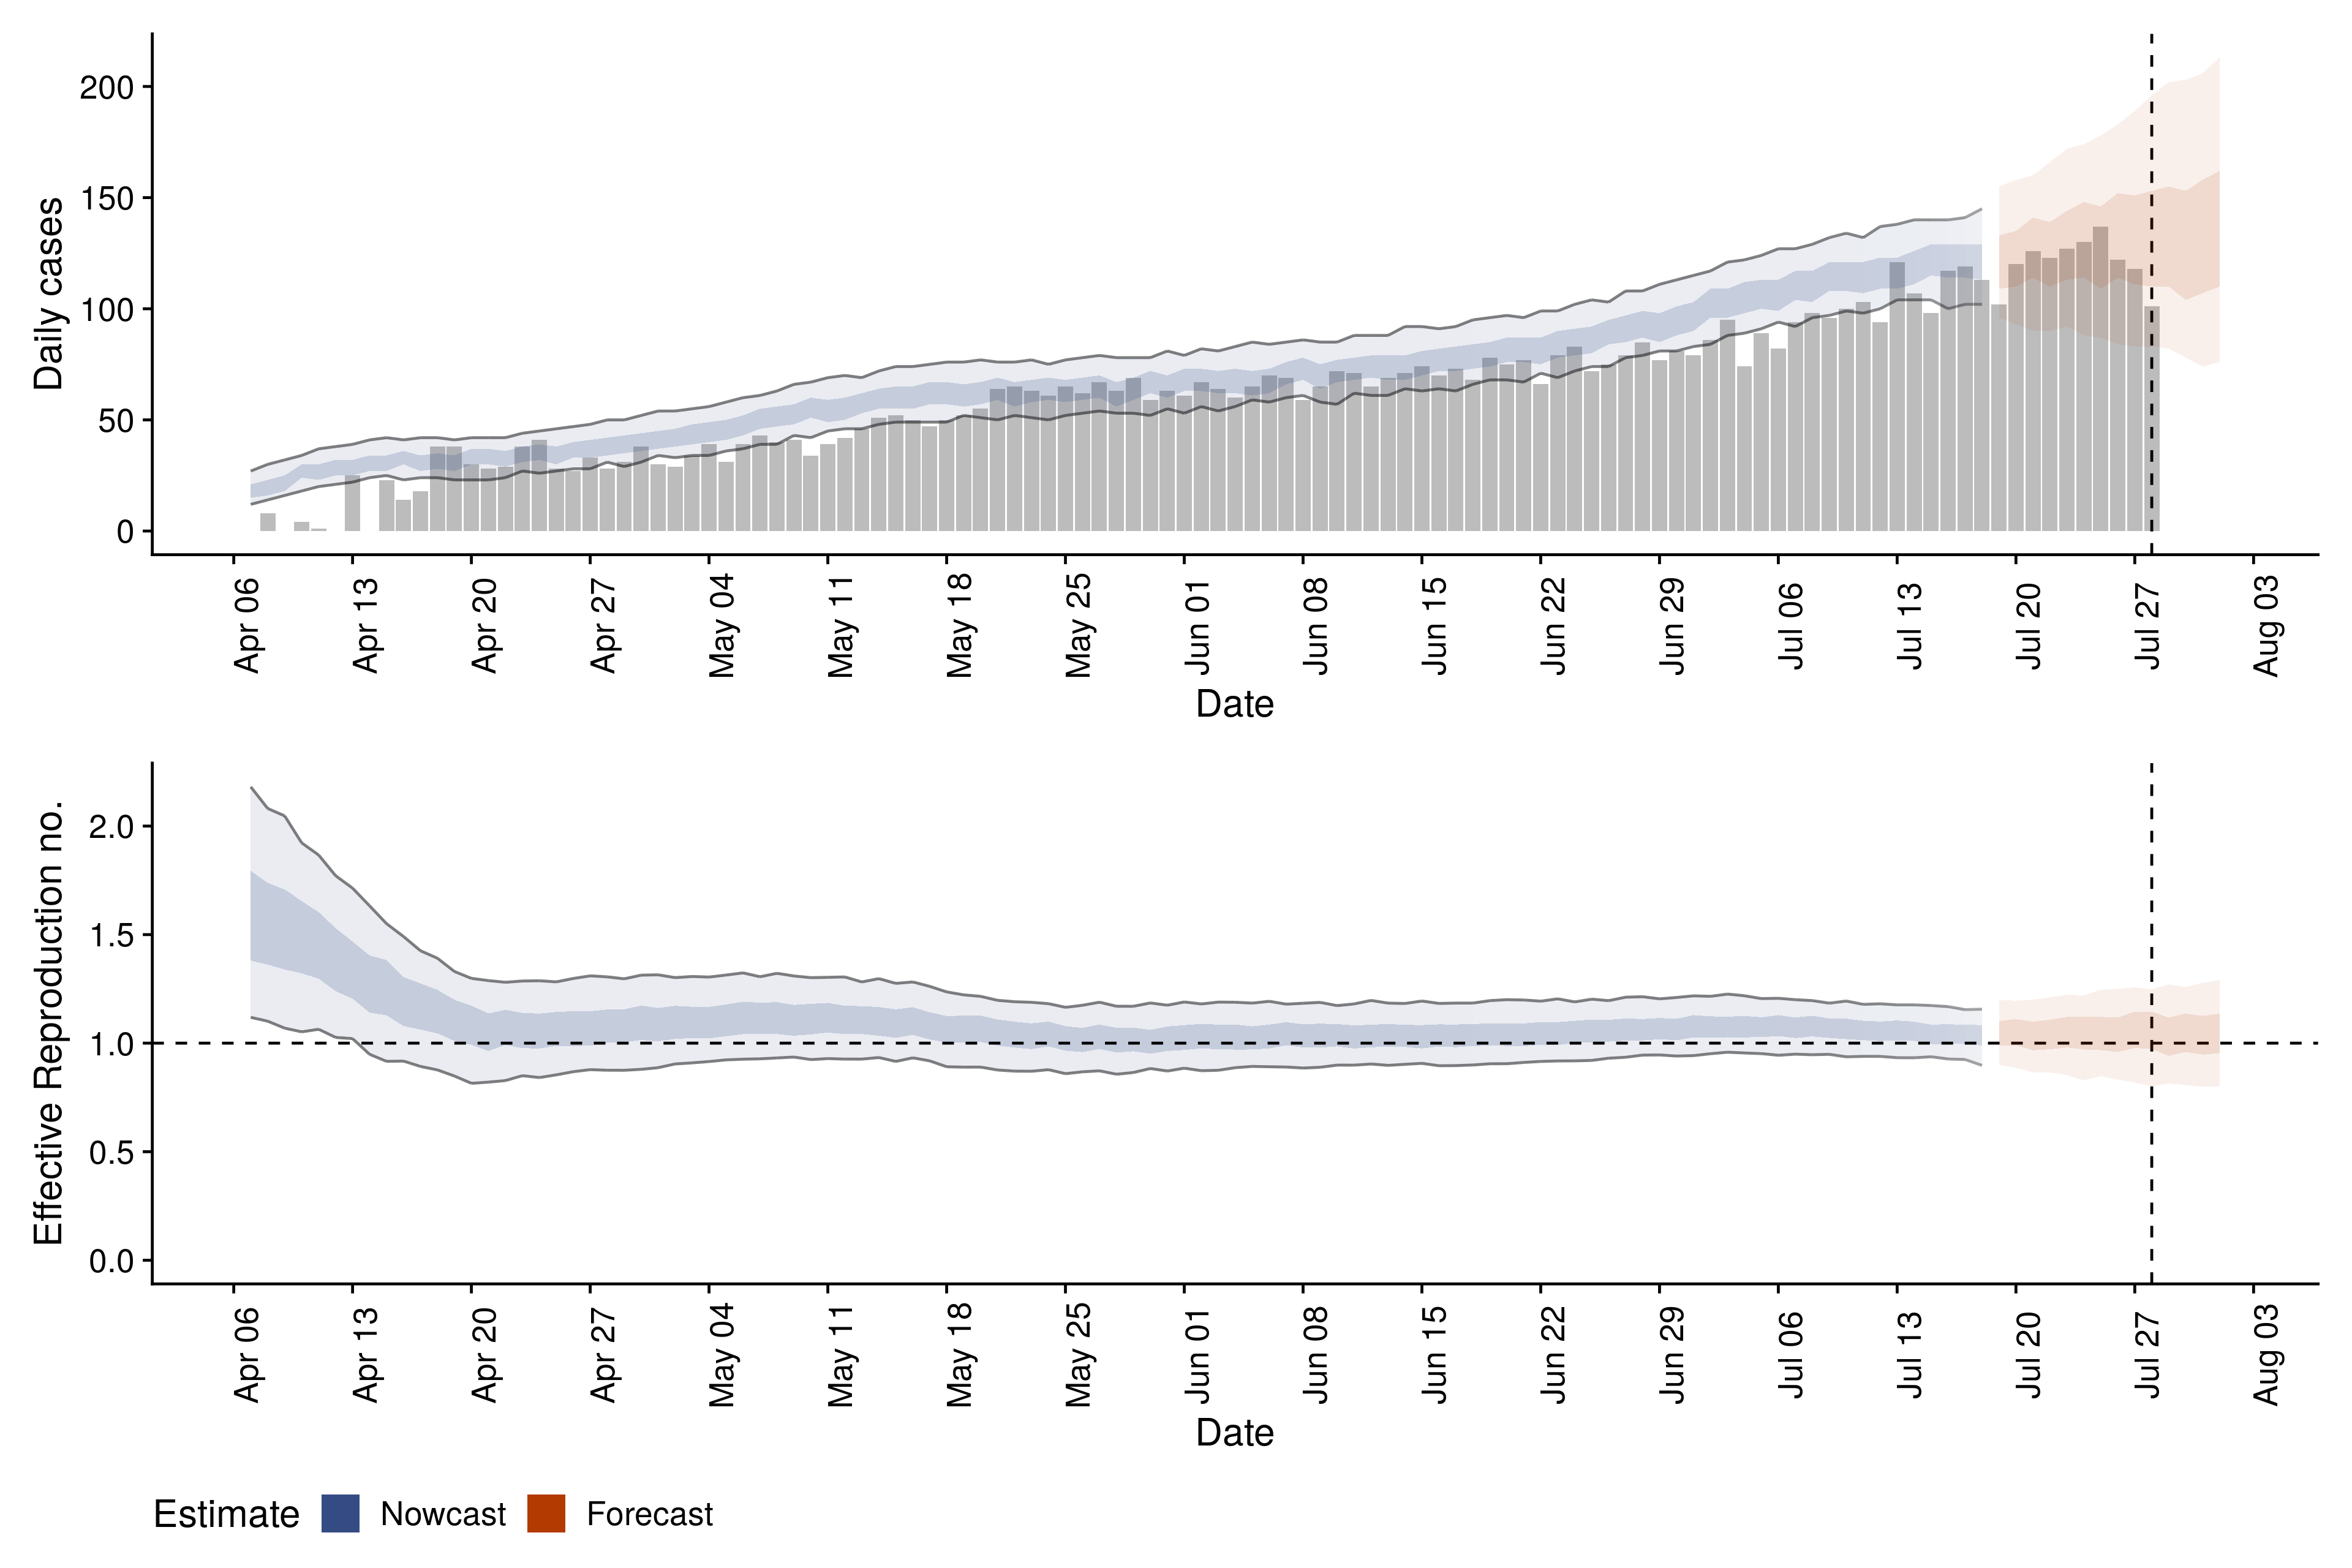 Daily cases
200
150
100
50
0
Apr 06
Apr 13
Apr 20
Apr 27
May 04
May 11
May 18
May 25
Jun 01
Jun 08
Jun 15
Jun 22
Jun 29
Jul 06
Jul 13
Jul 20
Jul 27
Aug 03
Date
Effective Reproduction no.
2.0
1.5
1.0
0.5
0.0
Apr 06
Apr 13
Apr 20
Apr 27
May 04
May 11
May 18
May 25
Jun 01
Jun 08
Jun 15
Jun 22
Jun 29
Jul 06
Jul 13
Jul 20
Jul 27
Aug 03
Date
Estimate Nowcast Forecast